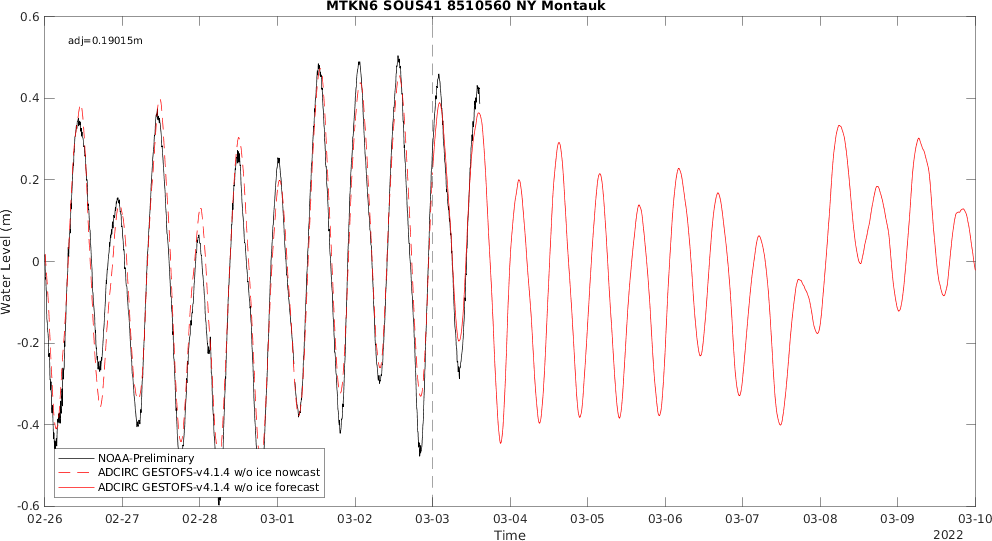 MTKN6 SOUS41 8510560 NY Montauk
adj=0.19015m
0.6
0.4
0.2
0
-0.2
-0.4
-0.6
Water Level (m)
NOAA-Preliminary
ADCIRC GESTOFS-v4.1.4 w/o ice nowcast
ADCIRC GESTOFS-v4.1.4 w/o ice forecast
02-26 02-27 02-28 03-01 03-02 03-03 03-04 03-05 03-06 03-07 03-08 03-09 03-10
Time
2022